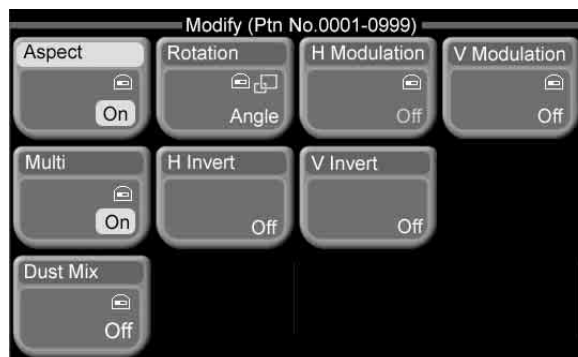 Modify (Ptn No.0001-0999)
Aspect Rotation H Modulation V Modulation
On Angle Off Off
Multi H Invert V Invert
On Off Off
Dust Mix
Off